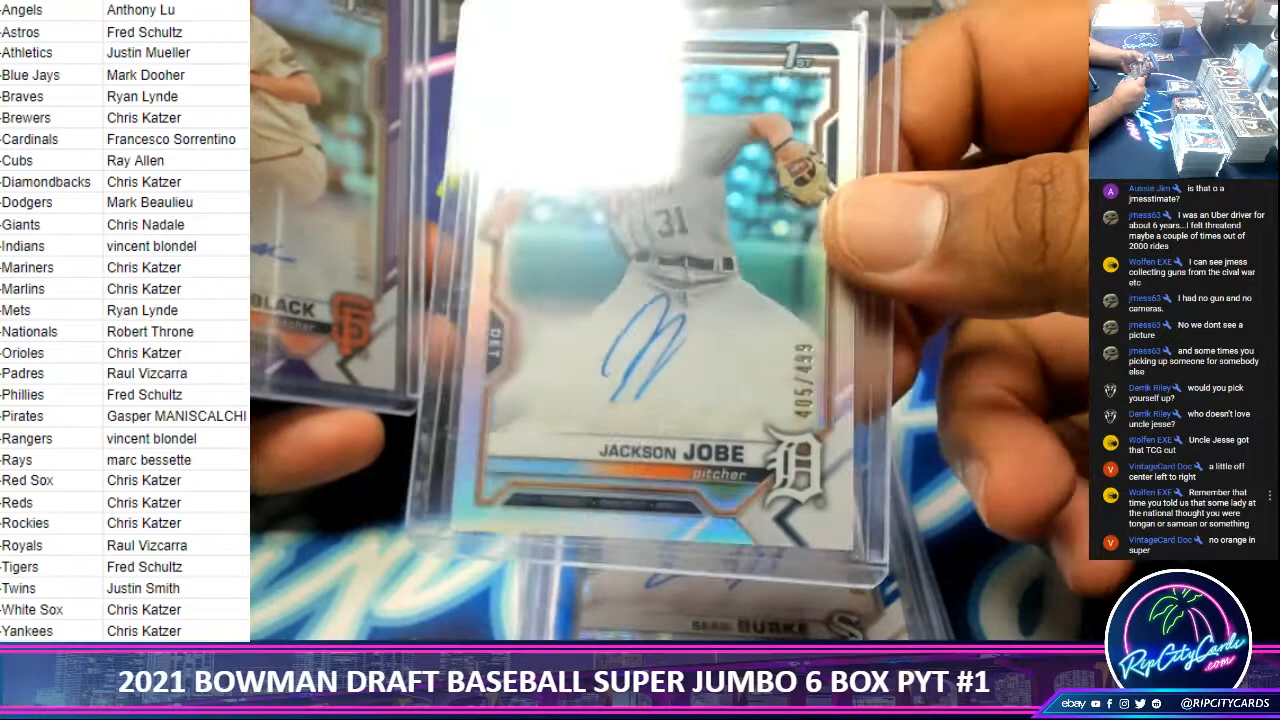 -Angels Anthony Lu
-Astros Fred Schultz
-Athletics Justin Mueller
-Blue Jays Mark Dooher
-Braves Ryan Lynde
-Brewers Chris Katzer
-Cardinals Francesco Sorrentino
-Cubs Ray Allen
-Diamondbacks Chris Katzer
-Dodgers Mark Beaulieu
-Giants Chris Nadale
-Indians vincent blondel
-Mariners Chris Katzer
-Marlins Chris Katzer
-Mets Ryan Lynde
-Nationals Robert Throne
-Orioles Chris Katzer
-Padres Raul Vizcarra
-Phillies Fred Schultz
-Pirates Gasper MANISCALCHI
-Rangers vincent blondel
-Rays marc bessette
-Red Sox Chris Katzer
-Reds Chris Katzer
-Rockies Chris Katzer
-Royals Raul Vizcarra
-Tigers Fred Schultz
-Twins Justin Smith
-White Sox Chris Katzer
-Yankees Chris Katzer
BLACK
pitcher
1ST
31
DET
405/499
JACKSON JOBE
pitcher
D
BURKE
Aussie Jim is that o a
jmesstimate?
jmess63 I was an Uber driver for
about 6 years...I felt threatend
maybe a couple of times out of
2000 rides
Wolfen EXE I can see jmess
collecting guns from the cival war
etc
jmess63 I had no gun and no
cameras.
jmess63 No we dont see a
picture
jmess63 and some times you
picking up someone for somebody
else
Derrik Riley would you pick
yourself up?
Derrik Riley who doesn't love
uncle jesse?
Wolfen EXE Uncle Jesse got
that TCG cut
VintageCard Doc a little off
center left to right
Wolfen EXE Remember that
time you told us that some lady at
the national thought you were
tongan or samoan or something
VintageCard Doc no orange in
super
RipCityCards
.com
2021 BOWMAN DRAFT BASEBALL SUPER JUMBO 6 BOX PYT #1
ebay @RIPCITYCARDS